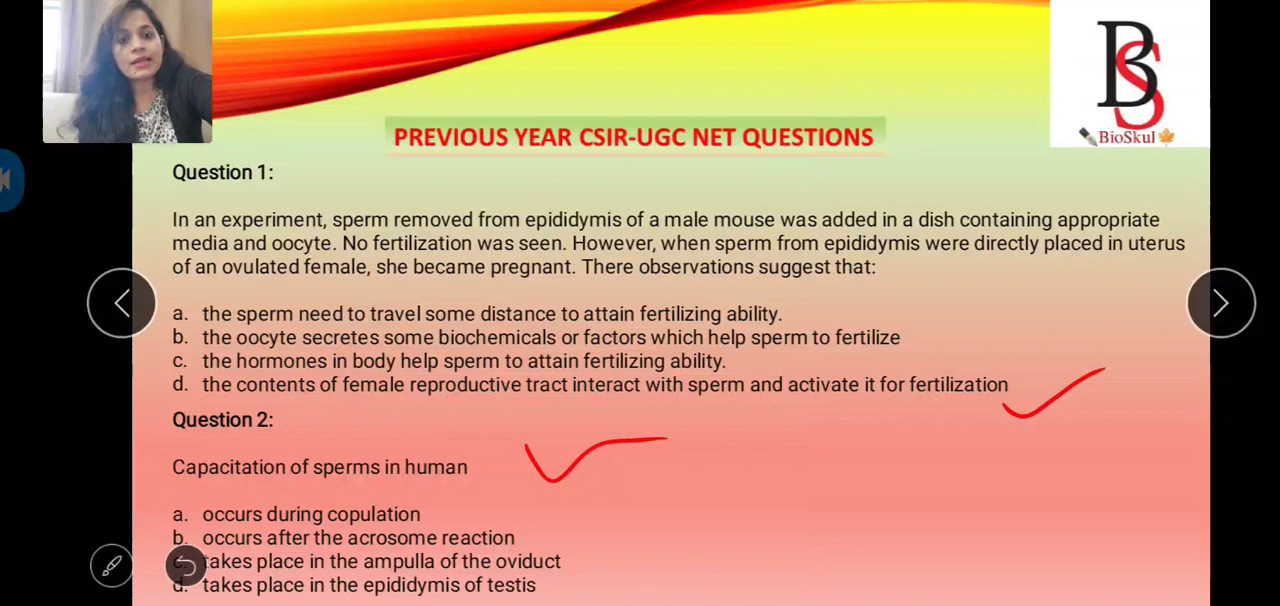 BS
BioSkul
PREVIOUS YEAR CSIR-UGC NET QUESTIONS
Question 1:
In an experiment, sperm removed from epididymis of a male mouse was added in a dish containing appropriate
media and oocyte. No fertilization was seen. However, when sperm from epididymis were directly placed in uterus
of an ovulated female, she became pregnant. There observations suggest that:
a. the sperm need to travel some distance to attain fertilizing ability.
b. the oocyte secretes some biochemicals or factors which help sperm to fertilize
c. the hormones in body help sperm to attain fertilizing ability.
d. the contents of female reproductive tract interact with sperm and activate it for fertilization
Question 2:
Capacitation of sperms in human
a. occurs during copulation
b. occurs after the acrosome reaction
c. takes place in the ampulla of the oviduct
d. takes place in the epididymis of testis